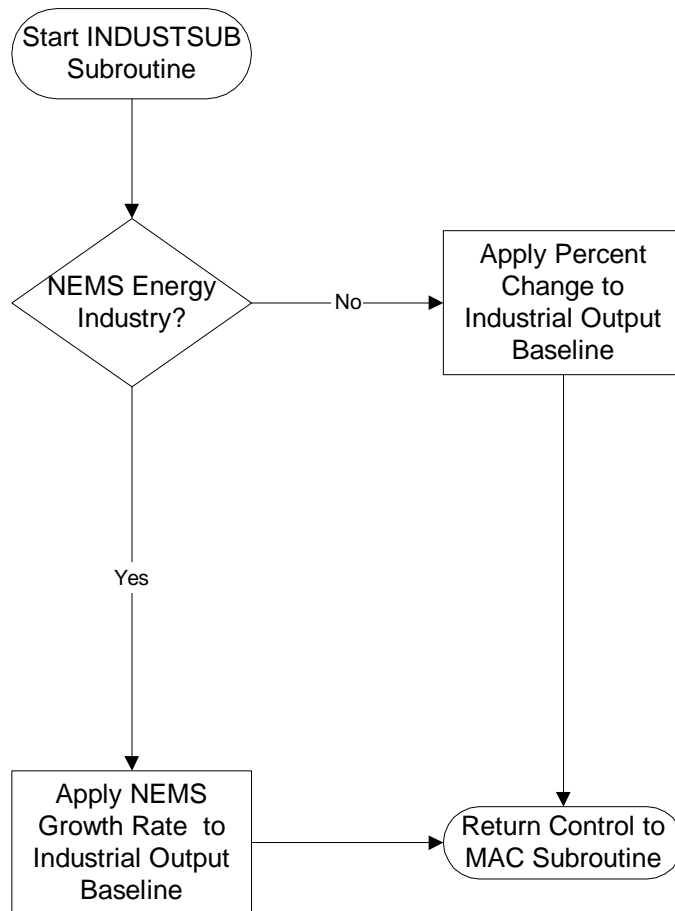 Start INDUSTSUB
Subroutine
NEMS Energy
Industry?
No
Apply Percent
Change to
Industrial Output
Baseline
Yes
Apply NEMS
Growth Rate to
Industrial Output
Baseline
Return Control to
MAC Subroutine